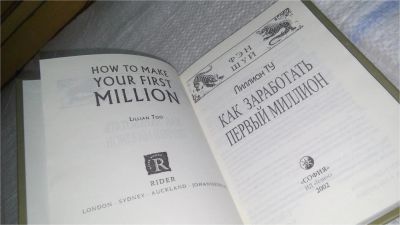 HOW TO MAKE
YOUR FIRST
MILLION
LILLIAN TOO
R
RIDER
LONDON · SYDNEY · AUCKLAND · JOHANNESBURG
ФЭН
ШУИ
Лиллиан ТУ
КАК ЗАРАБОТАТЬ
ПЕРВЫЙ МИЛЛИОН
«СОФИЯ»
2002